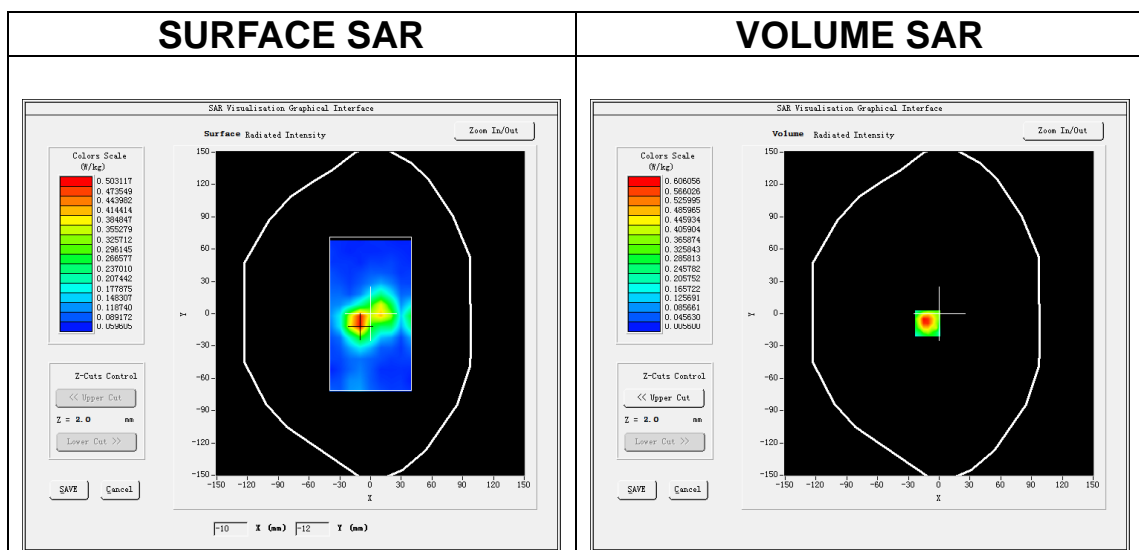 SURFACE SAR
VOLUME SAR
SAR Visualisation Graphical Interface
Surface Radiated Intensity
Zoom In/Out
Colors Scale
(W/kg)
0.503117
0.473549
0.443982
0.414414
0.384847
0.355279
0.325712
0.296145
0.266577
0.237010
0.207442
0.177875
0.148307
0.118740
0.089172
0.059605
Z-Cuts Control
<< Upper Cut
Z = 2.0 mm
Lower Cut >>
SAVE Cancel
150
120
90
60
30
0
-30
-60
-90
-120
-150
Y
-150 -120 -90 -60 -30 0 30 60 90 120 150
X
-10 X (mm) -12 Y (mm)
SAR Visualisation Graphical Interface
Volume Radiated Intensity
Zoom In/Out
Colors Scale
(W/kg)
0.606056
0.566026
0.525995
0.485965
0.445934
0.405904
0.365874
0.325843
0.285813
0.245782
0.205752
0.165722
0.125691
0.085661
0.045630
0.005600
Z-Cuts Control
<< Upper Cut
Z = 2.0 mm
Lower Cut >>
SAVE Cancel
150
120
90
60
30
0
-30
-60
-90
-120
-150
Y
-150 -120 -90 -60 -30 0 30 60 90 120 150
X